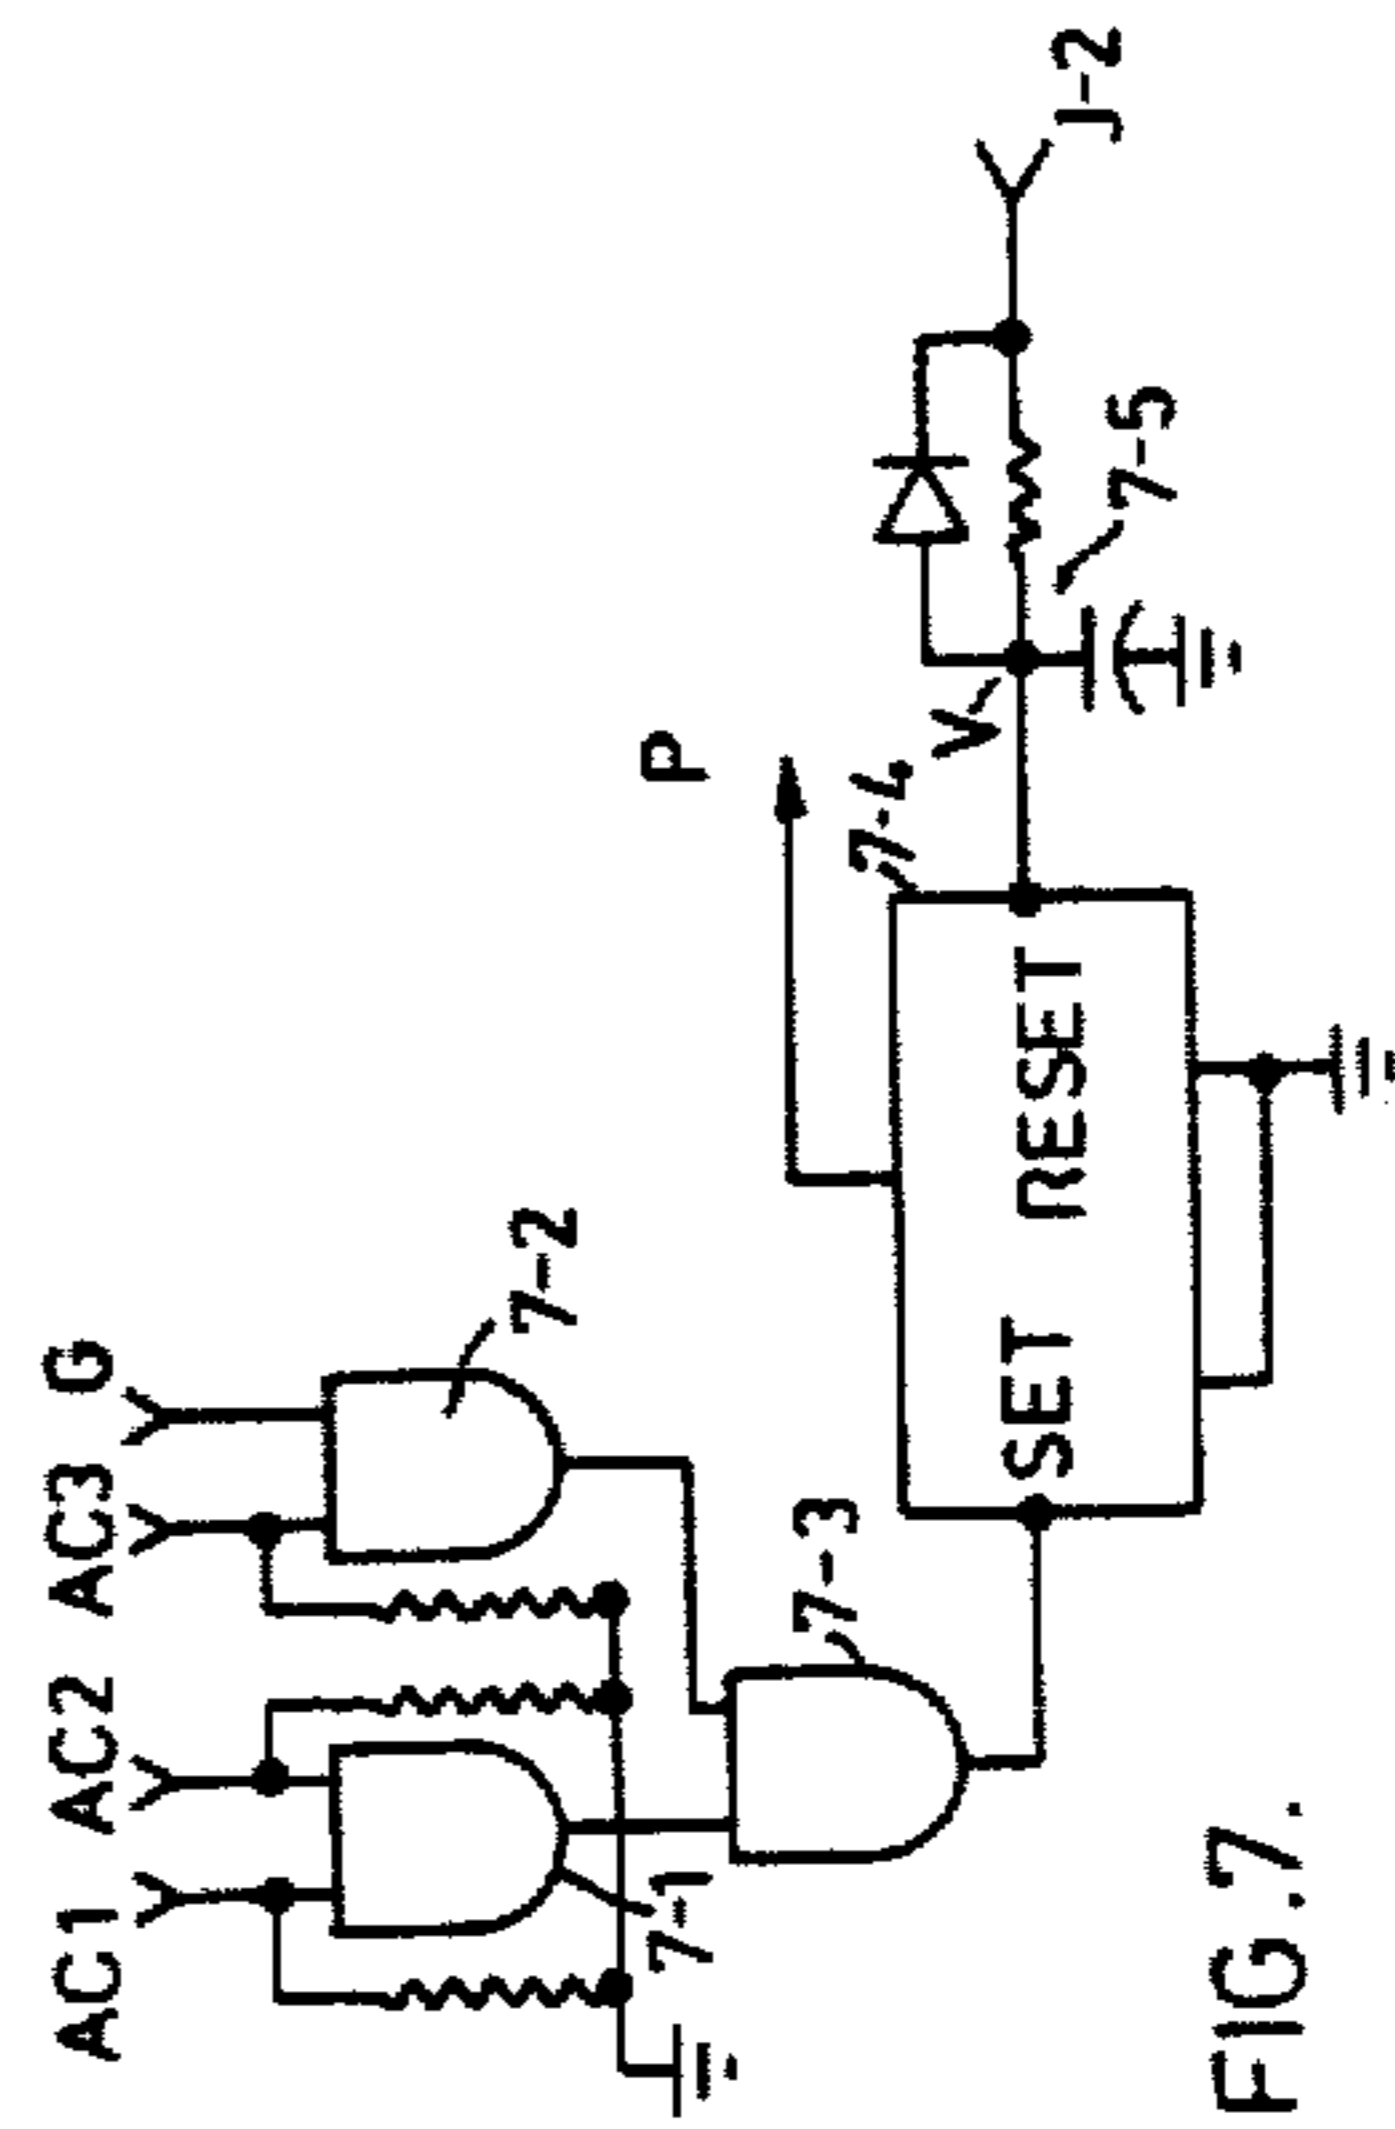 AC1
AC2
AC3
G
7-1
7-2
7-3
SET
RESET
7-4
P
V
7-5
J-2
FIG.7.